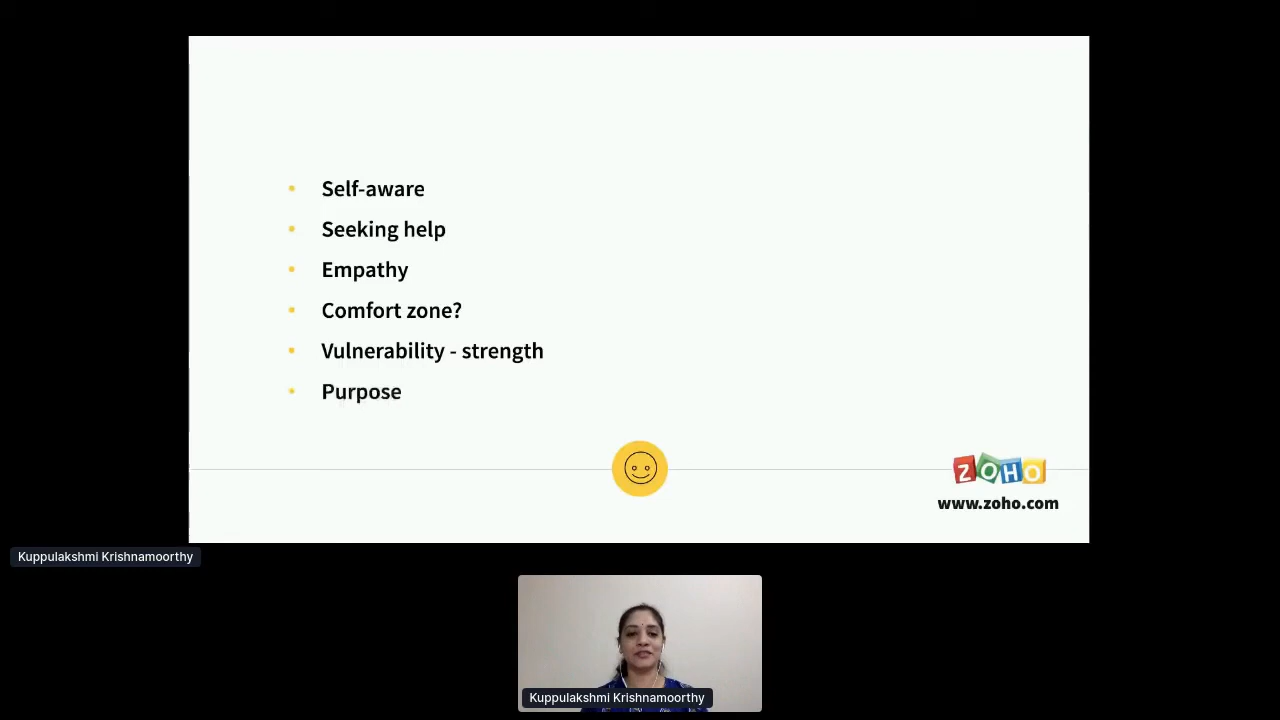 Self-aware
Seeking help
Empathy
Comfort zone?
Vulnerability - strength
Purpose
ZOHO
www.zoho.com
Kuppulakshmi Krishnamoorthy
Kuppulakshmi Krishnamoorthy